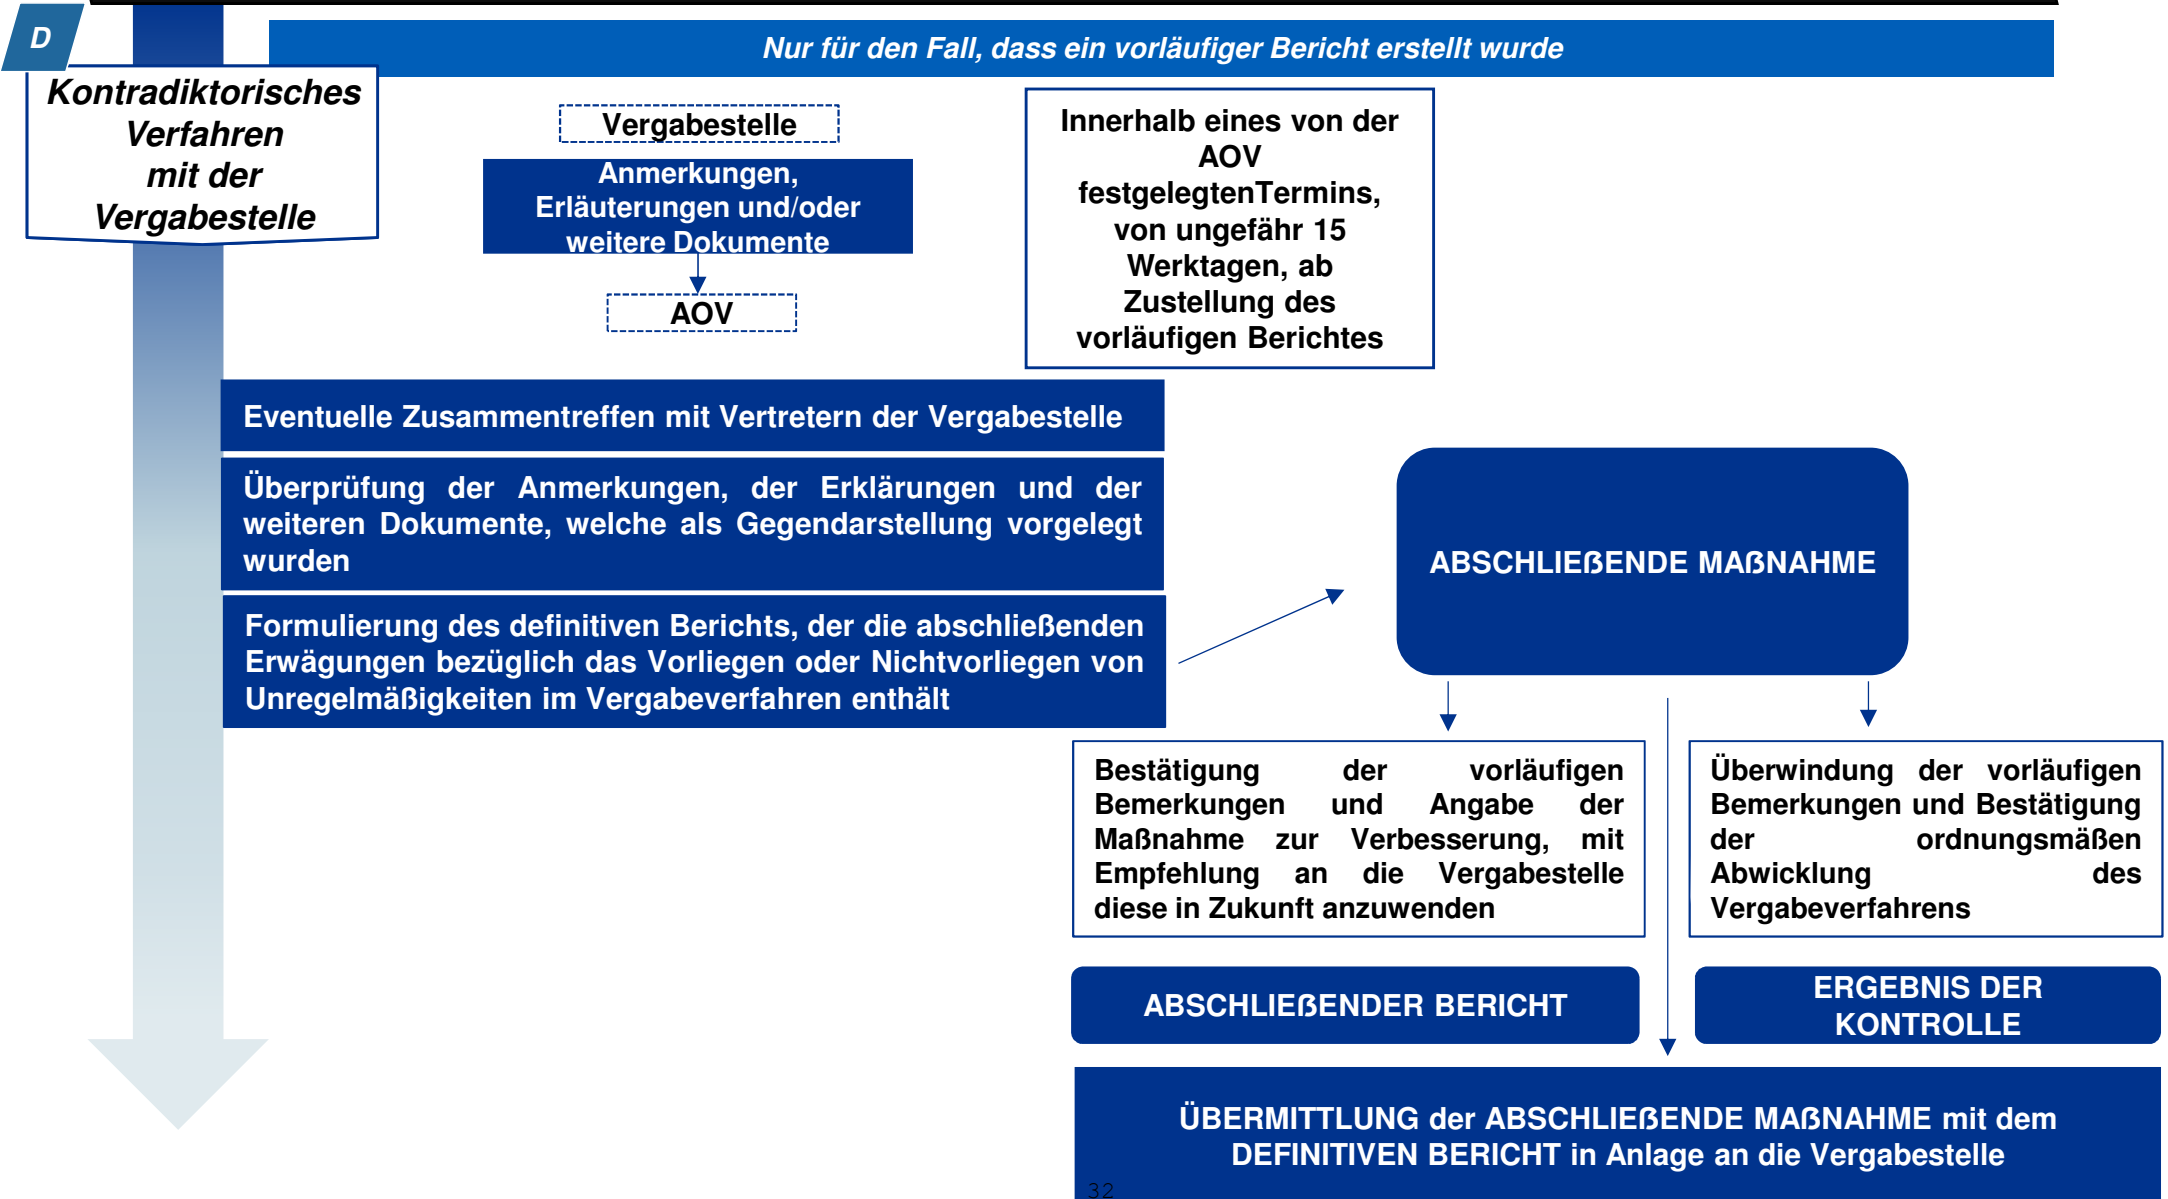 D
Nur für den Fall, dass ein vorläufiger Bericht erstellt wurde
Kontradiktorisches
Verfahren
mit der
Vergabestelle
Vergabestelle
Anmerkungen,
Erläuterungen und/oder
weitere Dokumente
AOV
Innerhalb eines von der
AOV
festgelegtenTermins,
von ungefähr 15
Werktagen, ab
Zustellung des
vorläufigen Berichtes
Eventuelle Zusammentreffen mit Vertretern der Vergabestelle
Überprüfung der Anmerkungen, der Erklärungen und der
weiteren Dokumente, welche als Gegendarstellung vorgelegt
wurden
Formulierung des definitiven Berichts, der die abschließenden
Erwägungen bezüglich das Vorliegen oder Nichtvorliegen von
Unregelmäßigkeiten im Vergabeverfahren enthält
ABSCHLIEßENDE MAßNAHME
Bestätigung der vorläufigen
Bemerkungen und Angabe der
Maßnahme zur Verbesserung, mit
Empfehlung an die Vergabestelle
diese in Zukunft anzuwenden
Überwindung der vorläufigen
Bemerkungen und Bestätigung
der ordnungsmäßen
Abwicklung des
Vergabeverfahrens
ABSCHLIEßENDER BERICHT
ERGEBNIS DER
KONTROLLE
ÜBERMITTLUNG der ABSCHLIEßENDE MAßNAHME mit dem
DEFINITIVEN BERICHT in Anlage an die Vergabestelle
32